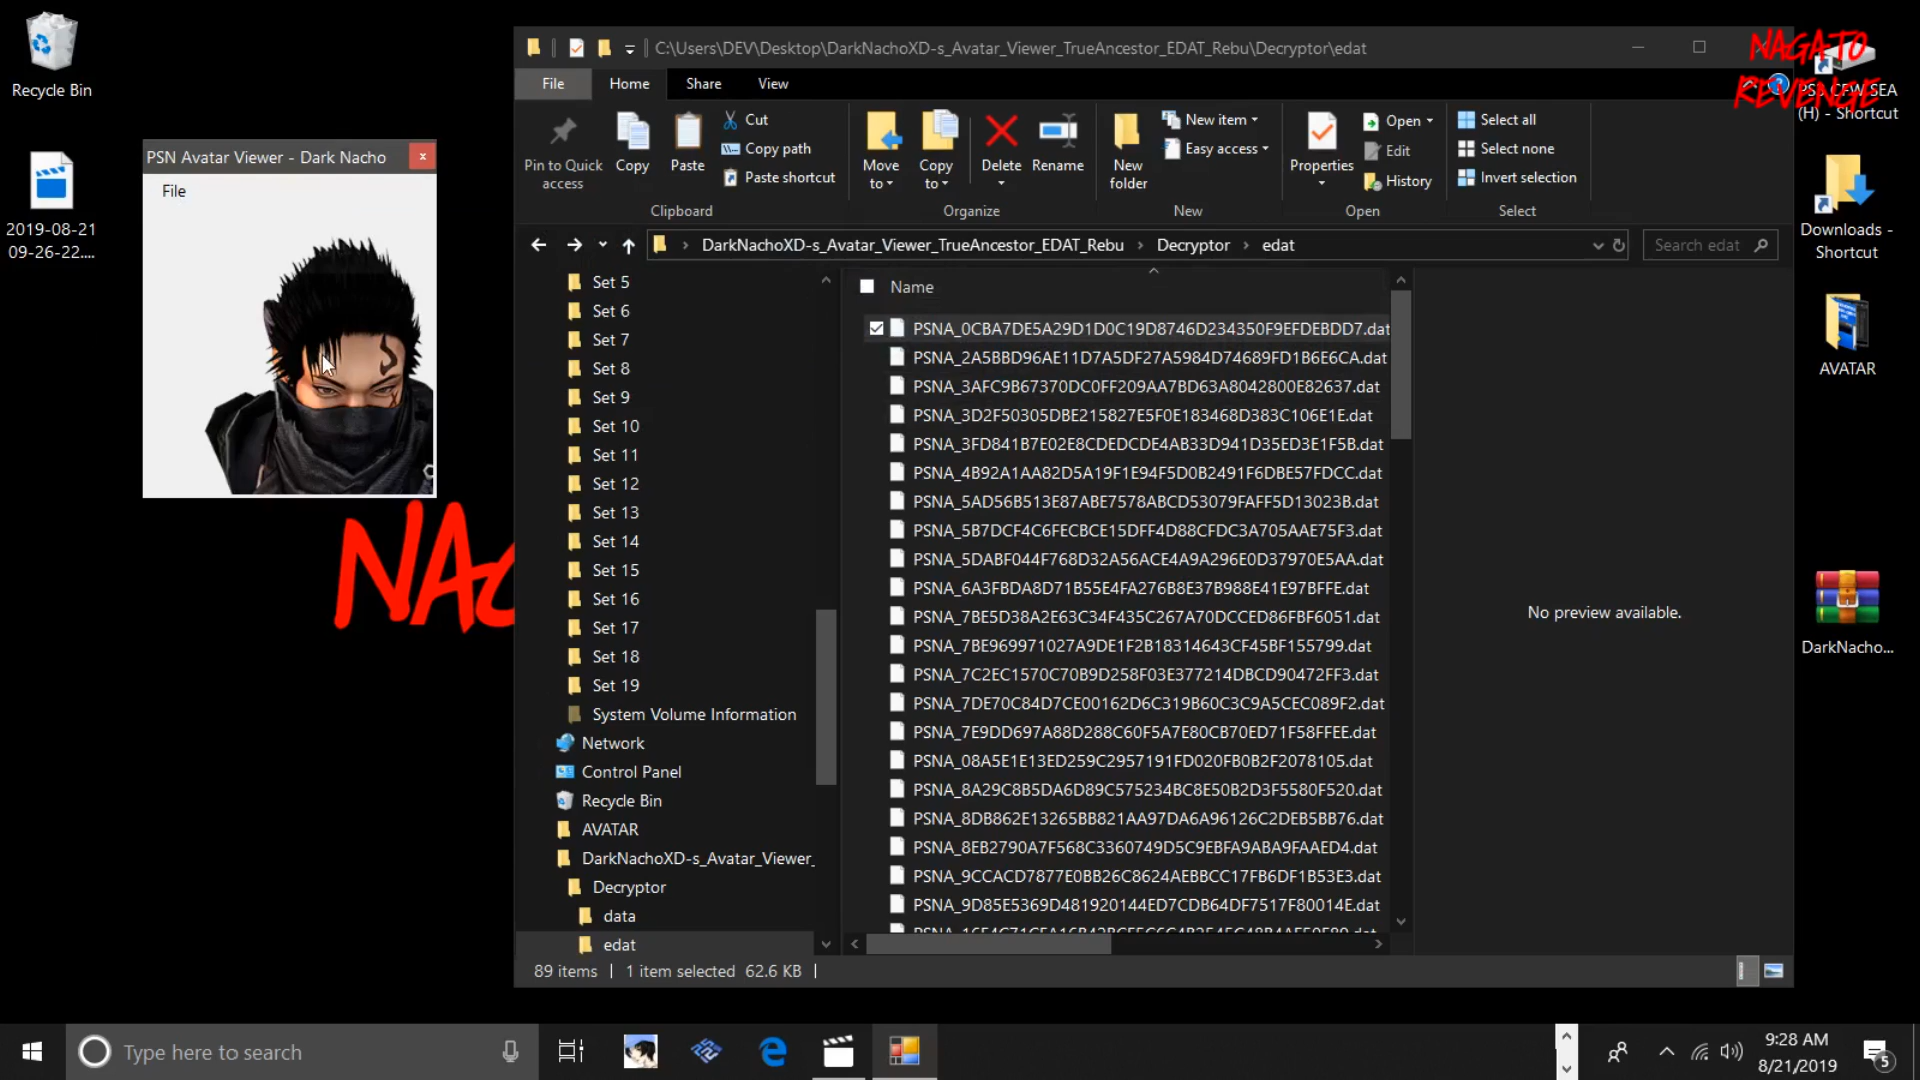 Recycle Bin
2019-08-21
09-26-22....
PSN Avatar Viewer - Dark Nacho
x
File
C:\Users\DEV\Desktop\DarkNachoXD-s_Avatar_Viewer_TrueAncestor_EDAT_Rebu\Decryptor\edat
File
Home
Share
View
Pin to Quick
access
Copy
Paste
Cut
Copy path
Paste shortcut
Clipboard
Move
to
Copy
to
Delete
Rename
Organize
New
folder
New item
Easy access
New
Properties
Open
Edit
History
Open
Select all
Select none
Invert selection
Select
DarkNachoXD-s_Avatar_Viewer_TrueAncestor_EDAT_Rebu
Decryptor
edat
Search edat
Set 5
Set 6
Set 7
Set 8
Set 9
Set 10
Set 11
Set 12
Set 13
Set 14
Set 15
Set 16
Set 17
Set 18
Set 19
System Volume Information
Network
Control Panel
Recycle Bin
AVATAR
DarkNachoXD-s_Avatar_Viewer_
Decryptor
data
edat
Name
PSNA_0CBA7DE5A29D1D0C19D8746D234350F9EFDEBDD7.dat
PSNA_2A5BBD96AE11D7A5DF27A5984D74689FD1B6E6CA.dat
PSNA_3AFC9B67370DC0FF209AA7BD63A8042800E82637.dat
PSNA_3D2F50305DBE215827E5F0E183468D383C106E1E.dat
PSNA_3FD841B7E02E8CDEDCDE4AB33D941D35ED3E1F5B.dat
PSNA_4B92A1AA82D5A19F1E94F5D0B2491F6DBE57FDCC.dat
PSNA_5AD56B513E87ABE7578ABCD53079FAFF5D13023B.dat
PSNA_5B7DCF4C6FECBCE15DFF4D88CFDC3A705AAE75F3.dat
PSNA_5DABF044F768D32A56ACE4A9A296E0D37970E5AA.dat
PSNA_6A3FBDA8D71B55E4FA276B8E37B988E41E97BFFE.dat
PSNA_7BE5D38A2E63C34F435C267A70DCCED86FBF6051.dat
PSNA_7BE969971027A9DE1F2B18314643CF45BF155799.dat
PSNA_7C2EC1570C70B9D258F03E377214DBCD90472FF3.dat
PSNA_7DE70C84D7CE00162D6C319B60C3C9A5CEC089F2.dat
PSNA_7E9DD697A88D288C60F5A7E80CB70ED71F58FFEE.dat
PSNA_08A5E1E13ED259C2957191FD020FB0B2F2078105.dat
PSNA_8A29C8B5DA6D89C575234BC8E50B2D3F5580F520.dat
PSNA_8DB862E13265BB821AA97DA6A96126C2DEB5BB76.dat
PSNA_8EB2790A7F568C3360749D5C9EBFA9ABA9FAAED4.dat
PSNA_9CCACD7877E0BB26C8624AEBBCC17FB6DF1B53E3.dat
PSNA_9D85E5369D481920144ED7CDB64DF7517F80014E.dat
No preview available.
89 items
1 item selected 62.6 KB
NAGATO
REVENGE
PS3 CFW SEA
(H) - Shortcut
Downloads -
Shortcut
AVATAR
DarkNacho...
Type here to search
9:28 AM
8/21/2019
5